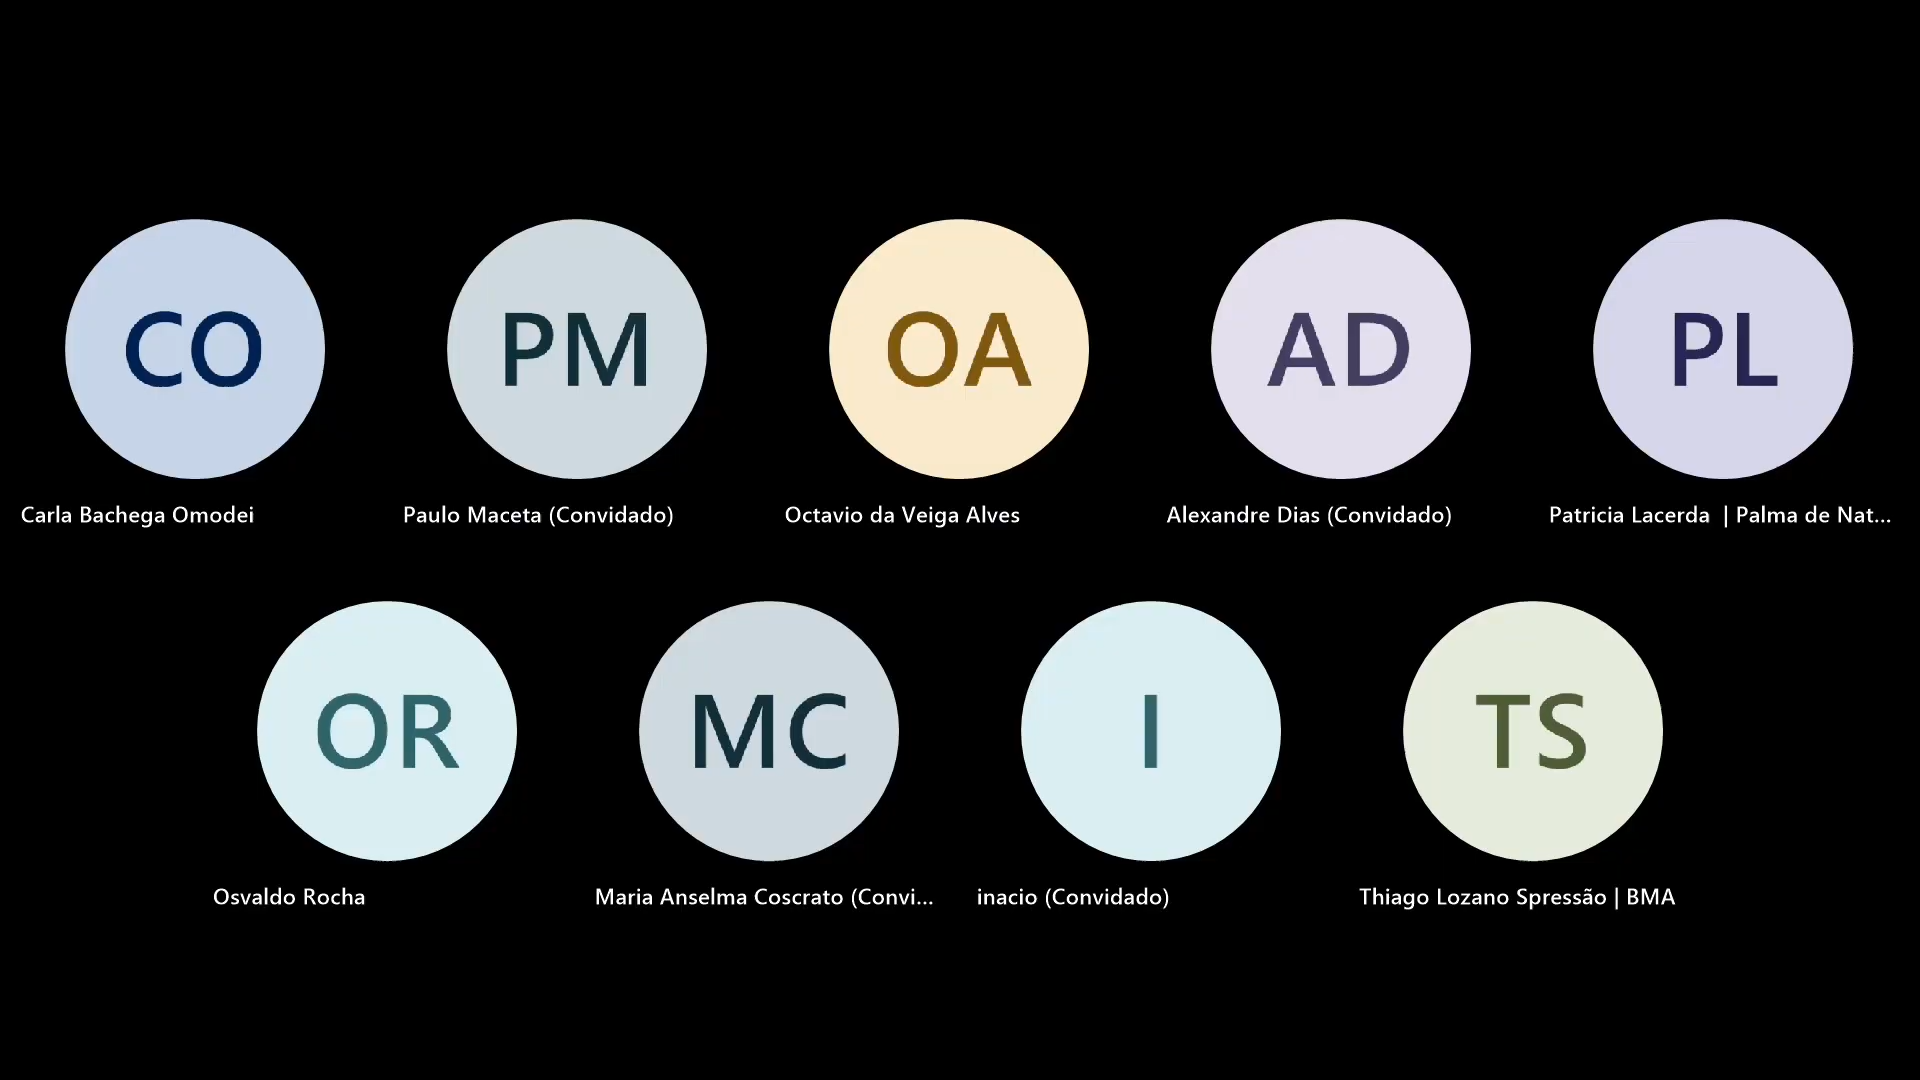 CO
PM
OA
AD
PL
Carla Bachega Omodei
Paulo Maceta (Convidado)
Octavio da Veiga Alves
Alexandre Dias (Convidado)
Patricia Lacerda | Palma de Nat...
OR
MC
I
TS
Osvaldo Rocha
Maria Anselma Coscrato (Convi...
inacio (Convidado)
Thiago Lozano Spressão | BMA